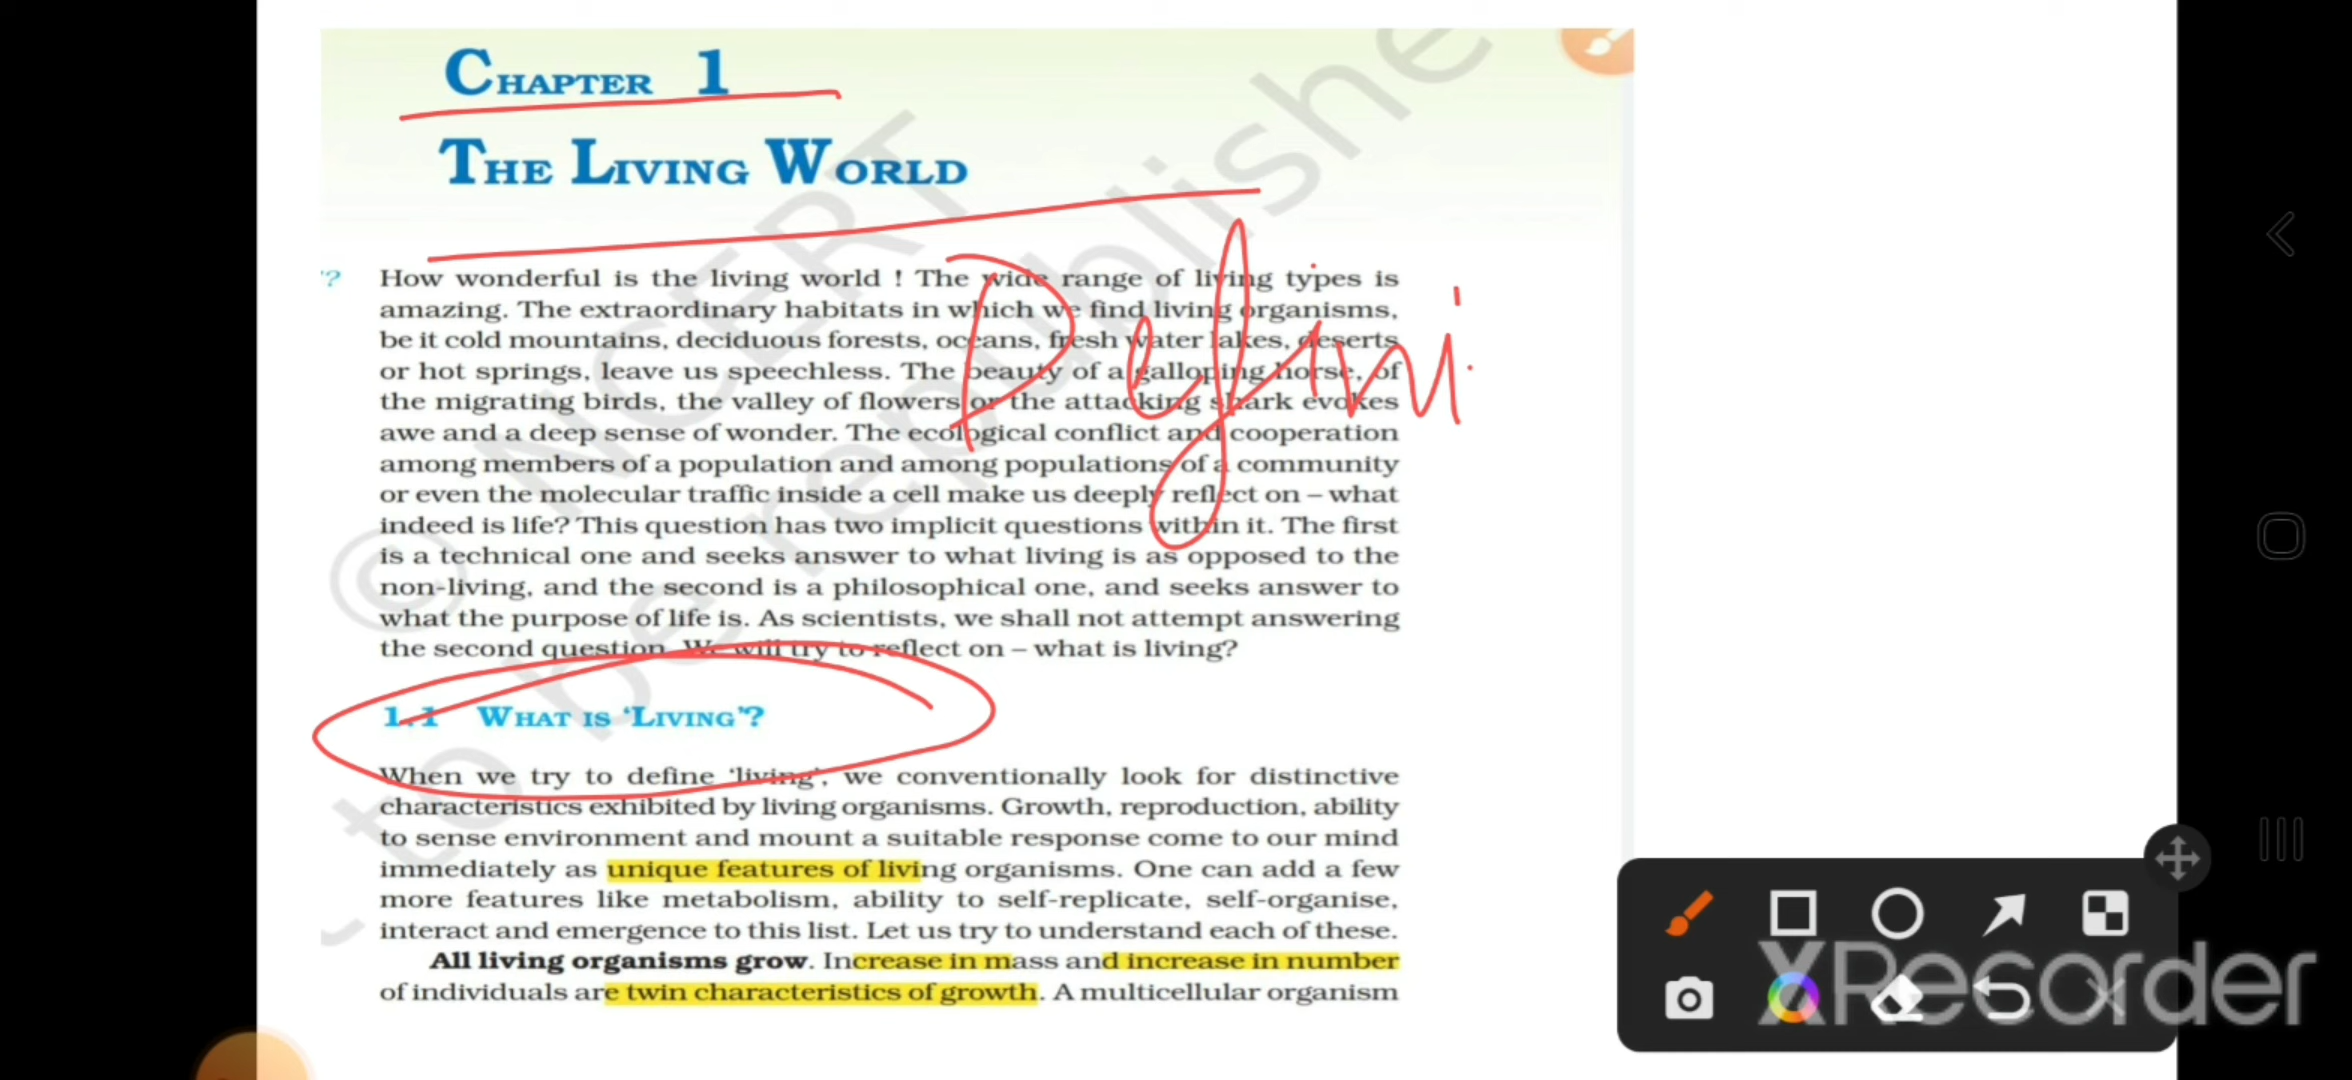 CHAPTER 1
THE LIVING WORLD
'?
How wonderful is the living world ! The wide range of living types is
amazing. The extraordinary habitats in which we find living organisms,
be it cold mountains, deciduous forests, oceans, fresh water lakes, deserts
or hot springs, leave us speechless. The beauty of a galloping horse, of
the migrating birds, the valley of flowers or the attacking shark evokes
awe and a deep sense of wonder. The ecological conflict and cooperation
among members of a population and among populations of a community
or even the molecular traffic inside a cell make us deeply reflect on – what
indeed is life? This question has two implicit questions within it. The first
is a technical one and seeks answer to what living is as opposed to the
non-living, and the second is a philosophical one, and seeks answer to
what the purpose of life is. As scientists, we shall not attempt answering
the second question. We will try to reflect on – what is living?
Defini
1.1 WHAT IS ‘LIVING’?
When we try to define ‘living’, we conventionally look for distinctive
characteristics exhibited by living organisms. Growth, reproduction, ability
to sense environment and mount a suitable response come to our mind
immediately as unique features of living organisms. One can add a few
more features like metabolism, ability to self-replicate, self-organise,
interact and emergence to this list. Let us try to understand each of these.
All living organisms grow. Increase in mass and increase in number
of individuals are twin characteristics of growth. A multicellular organism
© NCERT
to be republishe
XRecorder